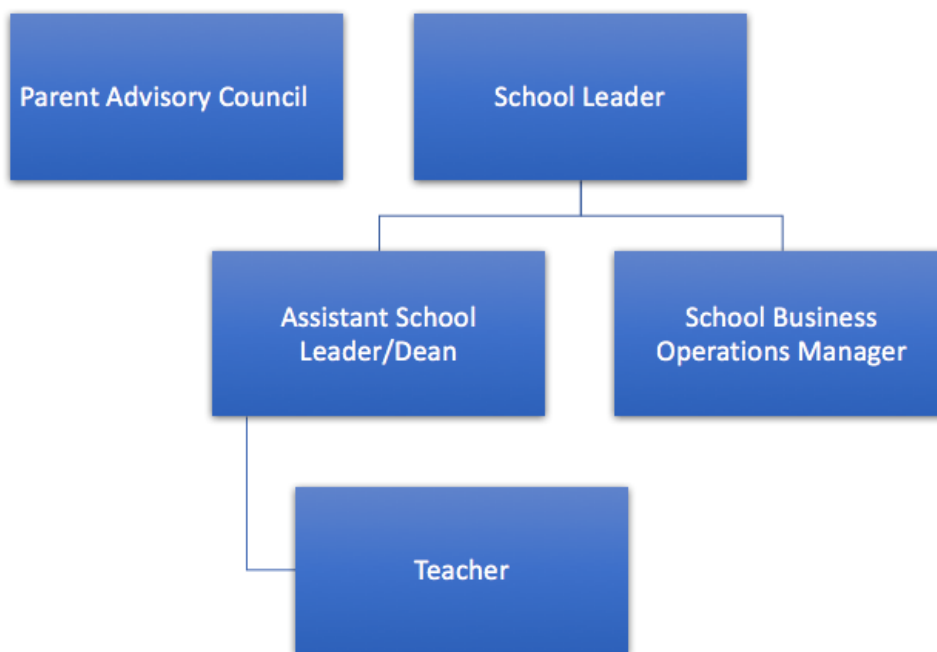 Parent Advisory Council
School Leader
Assistant School
Leader/Dean
School Business
Operations Manager
Teacher